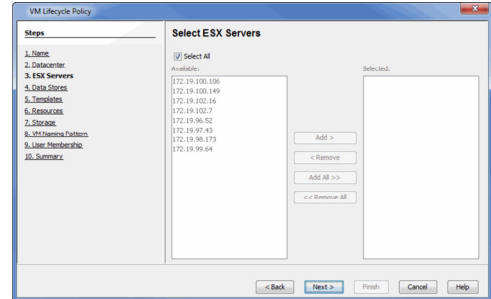 VM Lifecycle Policy
Steps
1. Name
2. Datacenter
3. ESX Servers
4. Data Stores
5. Templates
6. Resources
7. Storage
8. VM Naming Pattern
9. User Membership
10. Summary
Select ESX Servers
Select All
Available:
172.19.100.106
172.19.100.149
172.19.102.16
172.19.102.7
172.19.96.52
172.19.97.43
172.19.98.173
172.19.99.64
Add >
< Remove
Add All >>
<< Remove All
Selected:
< Back
Next >
Finish
Cancel
Help